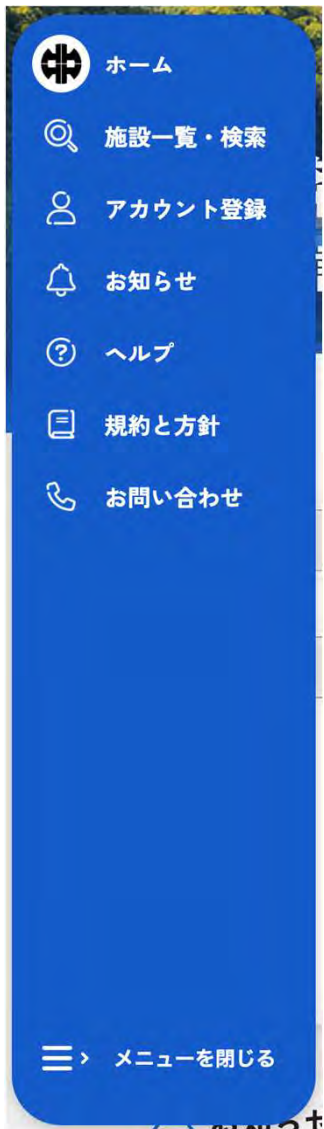 ホーム
施設一覧・検索
アカウント登録
お知らせ
ヘルプ
規約と方針
お問い合わせ
メニューを閉じる